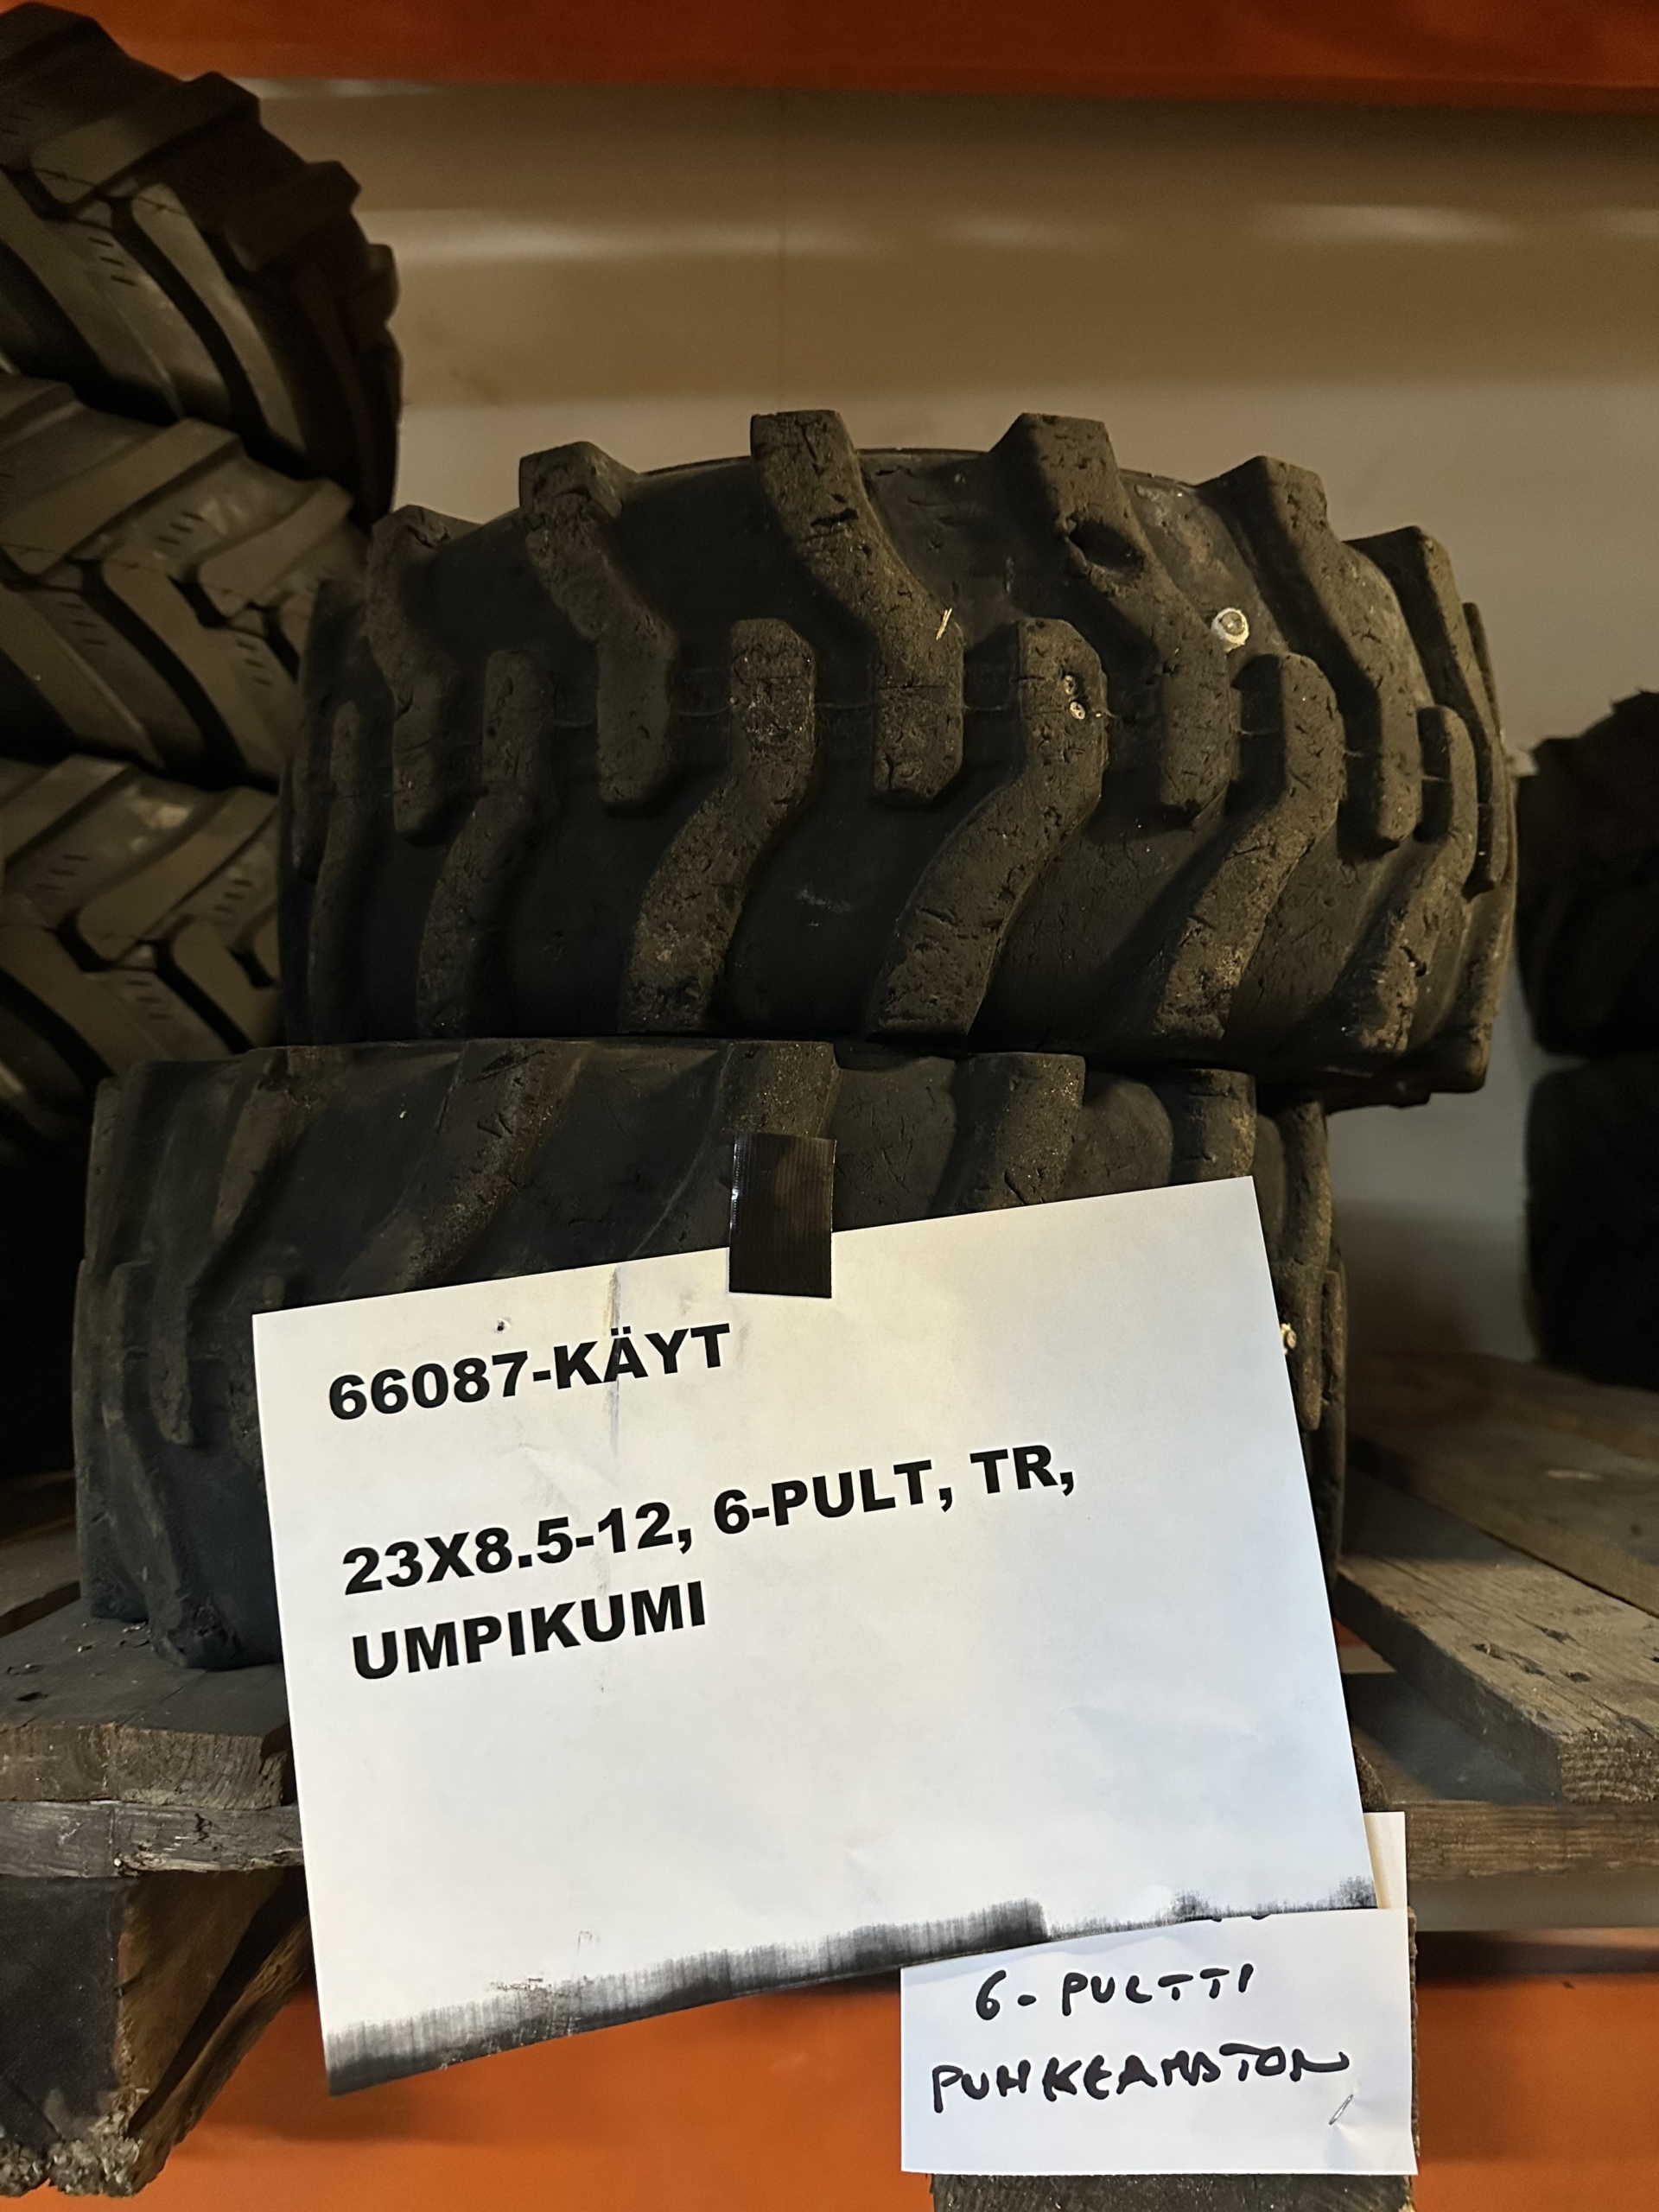 66087-KÄYT
23X8.5-12, 6-PULT, TR,
UMPIKUMI
6-PULTTI
PUHKEAMATON